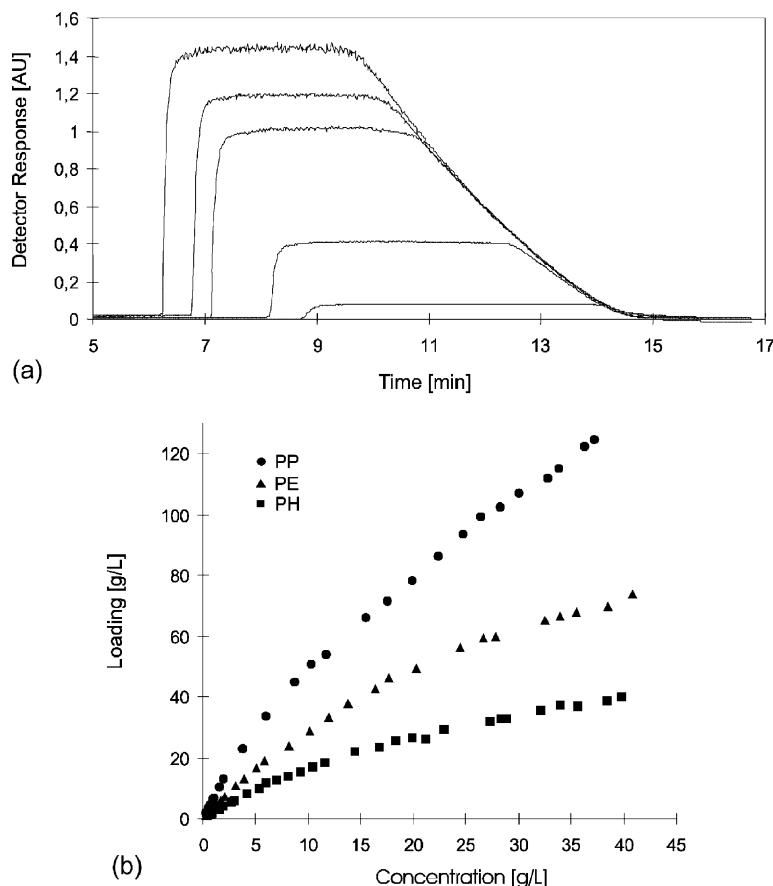 Detector Response [AU]
1,6
1,4
1,2
1
0,8
0,6
0,4
0,2
0
5 7 9 11 13 15 17
Time [min]
(a)
Loading [g/L]
120
100
80
60
40
20
0
PP
PE
PH
0 5 10 15 20 25 30 35 40 45
Concentration [g/L]
(b)